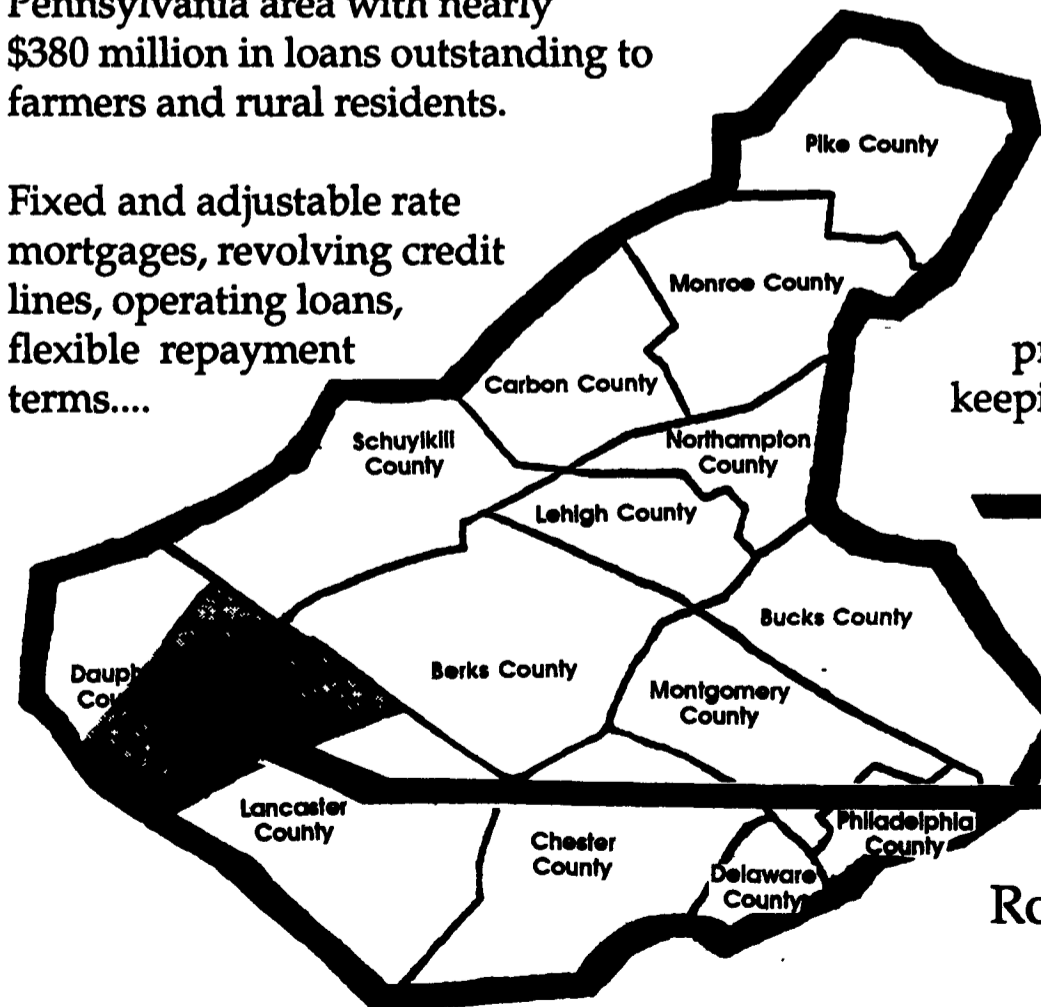 Pennsylvania area with nearly
$380 million in loans outstanding to
farmers and rural residents.
Fixed and adjustable rate
mortgages, revolving credit
lines, operating loans,
flexible repayment
terms....
Pike County
Monroe County
Carbon County
Schuylkill
County
Northampton
County
Lehigh County
Bucks County
Berks County
Montgomery
County
Lancaster
County
Chester
County
Delaware
County
Philadelphia
County